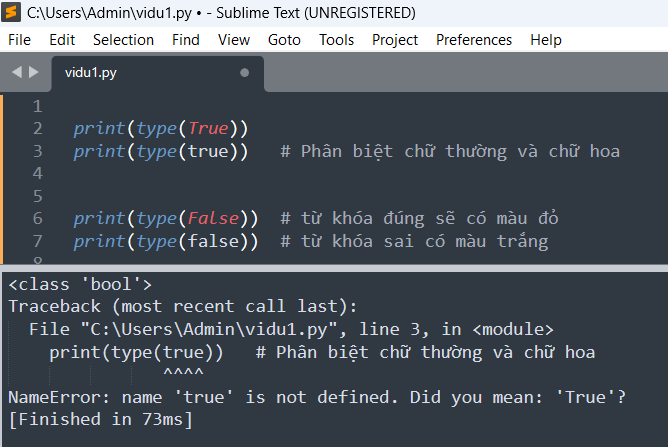 C:\Users\Admin\vidu1.py • - Sublime Text (UNREGISTERED)
File Edit Selection Find View Goto Tools Project Preferences Help
vidu1.py
1
2 print(type(True))
3 print(type(true)) # Phân biệt chữ thường và chữ hoa
4
5
6 print(type(False)) # từ khóa đúng sẽ có màu đỏ
7 print(type(false)) # từ khóa sai có màu trắng
8
<class 'bool'>
Traceback (most recent call last):
File "C:\Users\Admin\vidu1.py", line 3, in <module>
print(type(true)) # Phân biệt chữ thường và chữ hoa
^^^^
NameError: name 'true' is not defined. Did you mean: 'True'?
[Finished in 73ms]